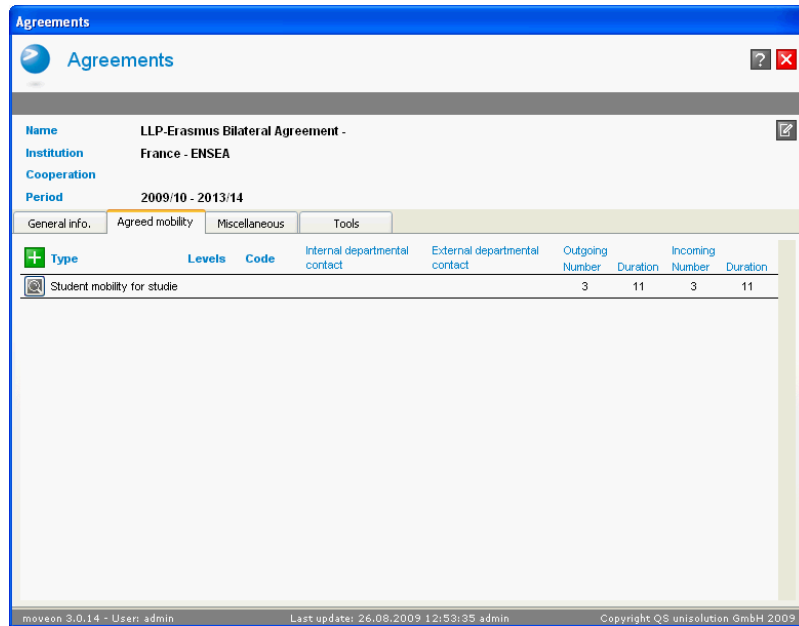 Agreements
Agreements
?
Name LLP-Erasmus Bilateral Agreement -
Institution France - ENSEA
Cooperation
Period 2009/10 - 2013/14
General info. Agreed mobility Miscellaneous Tools
Type Levels Code Internal departmental contact External departmental contact Outgoing Number Duration Incoming Number Duration
Student mobility for studie 3 11 3 11
moveon 3.0.14 - User: admin Last update: 26.08.2009 12:53:35 admin Copyright QS unisolution GmbH 2009